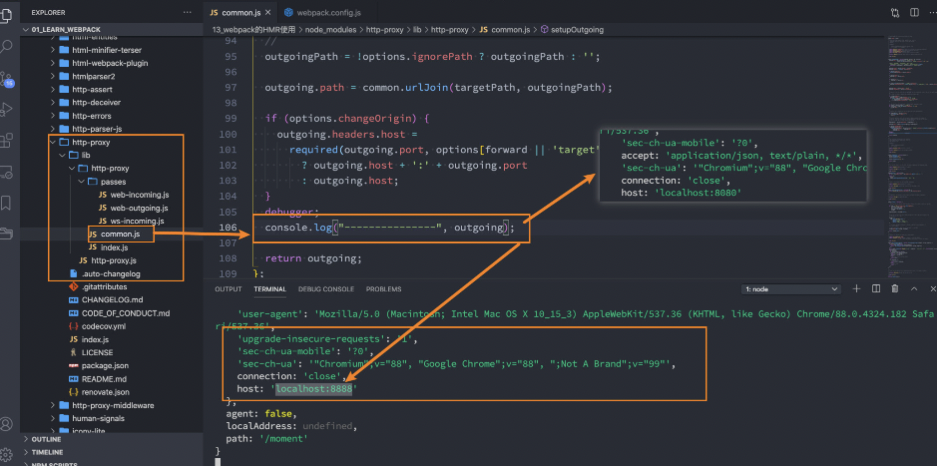 EXPLORER
01_LEARN_WEBPACK
html-entities
html-minifier-terser
html-webpack-plugin
htmlparser2
http-assert
http-deceiver
http-errors
http-parser-js
http-proxy
lib
http-proxy
passes
JS web-incoming.js
JS web-outgoing.js
JS ws-incoming.js
JS common.js
JS index.js
JS http-proxy.js
.auto-changelog
.gitattributes
CHANGELOG.md
CODE_OF_CONDUCT.md
codecov.yml
JS index.js
LICENSE
package.json
README.md
renovate.json
http-proxy-middleware
human-signals
iconv-lite
OUTLINE
TIMELINE
NPM SCRIPTS
JS common.js
webpack.config.js
13_webpack的HMR使用 > node_modules > http-proxy > lib > http-proxy > JS common.js > setupOutgoing
94 //
95 outgoingPath = !options.ignorePath ? outgoingPath : '';
96
97 outgoing.path = common.urlJoin(targetPath, outgoingPath);
98
99 if (options.changeOrigin) {
100 outgoing.headers.host =
101 required(outgoing.port, options[forward || 'target'
102 ? outgoing.host + ':' + outgoing.port
103 : outgoing.host;
104 }
105 debugger;
106 console.log("---------------", outgoing);
107
108 return outgoing;
109 };
ri/537.36',
'sec-ch-ua-mobile': '?0',
accept: 'application/json, text/plain, */*',
'sec-ch-ua': '"Chromium";v="88", "Google Chro
connection: 'close',
host: 'localhost:8080'
OUTPUT
TERMINAL
DEBUG CONSOLE
PROBLEMS
1: node
'user-agent': 'Mozilla/5.0 (Macintosh; Intel Mac OS X 10_15_3) AppleWebKit/537.36 (KHTML, like Gecko) Chrome/88.0.4324.182 Safa
ri/537.36',
'upgrade-insecure-requests': '1',
'sec-ch-ua-mobile': '?0',
'sec-ch-ua': '"Chromium";v="88", "Google Chrome";v="88", ";Not A Brand";v="99"',
connection: 'close',
host: 'localhost:8888'
},
agent: false,
localAddress: undefined,
path: '/moment'
}